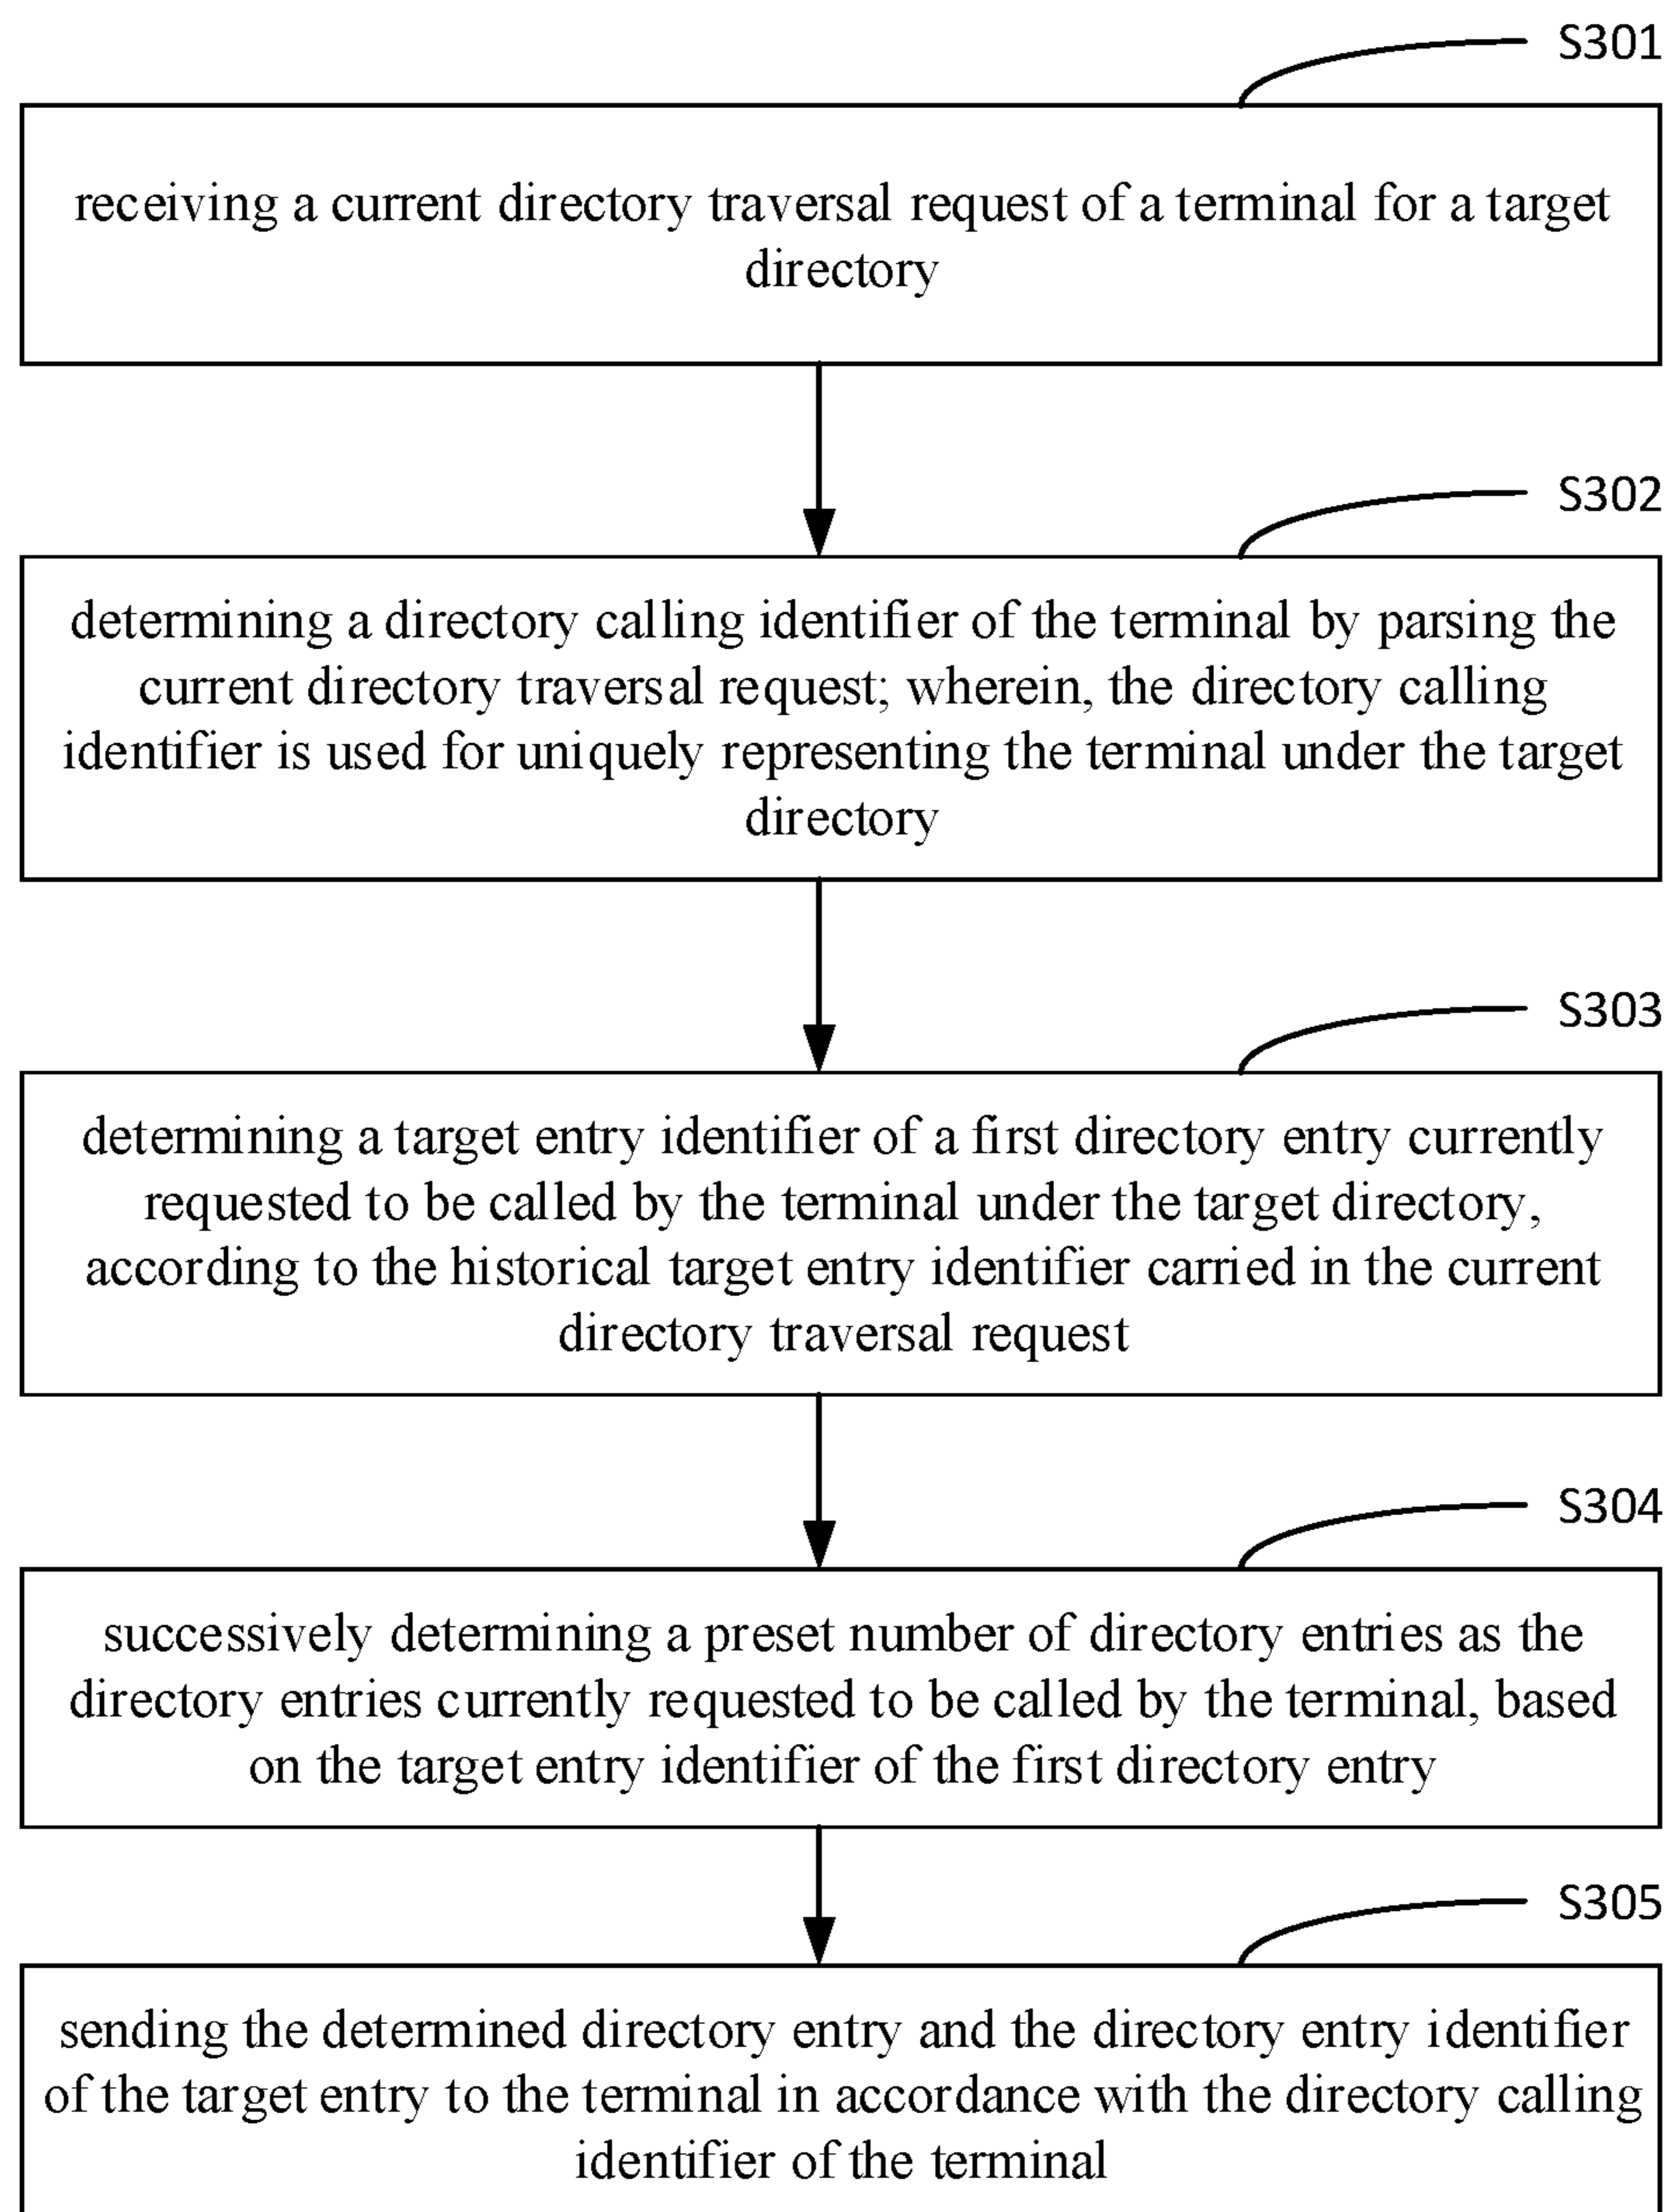 S301
receiving a current directory traversal request of a terminal for a target
directory
S302
determining a directory calling identifier of the terminal by parsing the
current directory traversal request; wherein, the directory calling
identifier is used for uniquely representing the terminal under the target
directory
S303
determining a target entry identifier of a first directory entry currently
requested to be called by the terminal under the target directory,
according to the historical target entry identifier carried in the current
directory traversal request
S304
successively determining a preset number of directory entries as the
directory entries currently requested to be called by the terminal, based
on the target entry identifier of the first directory entry
S305
sending the determined directory entry and the directory entry identifier
of the target entry to the terminal in accordance with the directory calling
identifier of the terminal